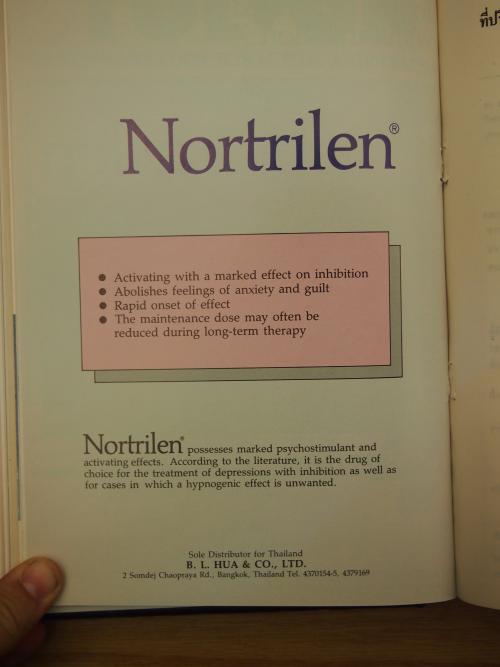 Nortrilen®
● Activating with a marked effect on inhibition
● Abolishes feelings of anxiety and guilt
● Rapid onset of effect
● The maintenance dose may often be
reduced during long-term therapy
Nortrilen® possesses marked psychostimulant and
activating effects. According to the literature, it is the drug of
choice for the treatment of depressions with inhibition as well as
for cases in which a hypnogenic effect is unwanted.
Sole Distributor for Thailand
B. L. HUA & CO., LTD.
2 Somdej Chaopraya Rd., Bangkok, Thailand Tel. 4370154-5, 4379169